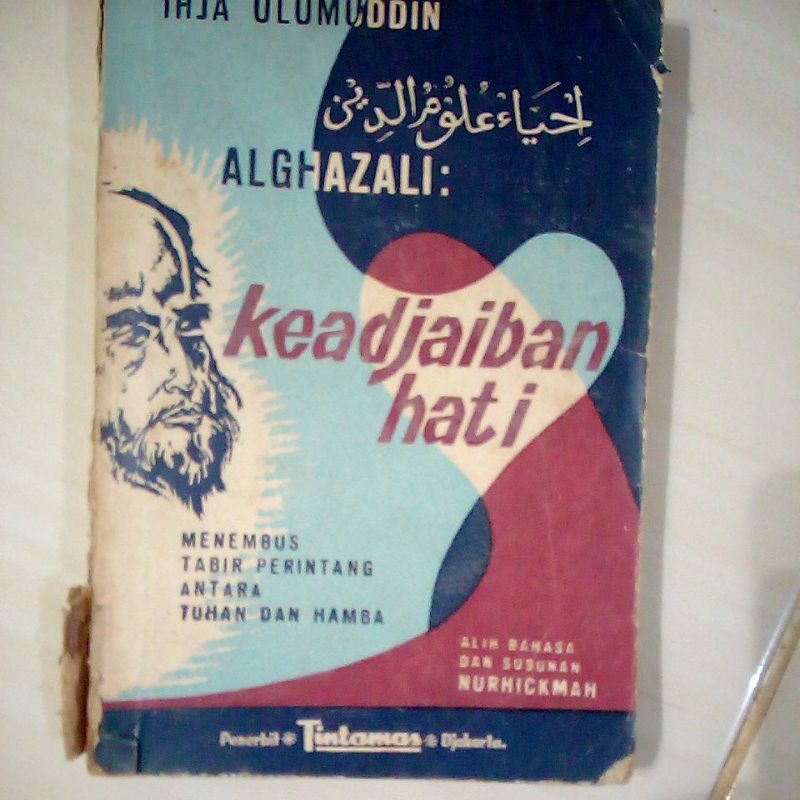 IHJA ULUMUDDIN
إحياء علوم الدين
ALGHAZALI:
keadjaiban
hati
MENEMBUS
TABIR PERINTANG
ANTARA
TUHAN DAN HAMBA
ALIH BAHASA
DAN SUSUNAN
NURHICKMAH
Penerbit * Tintamas * Djakarta.